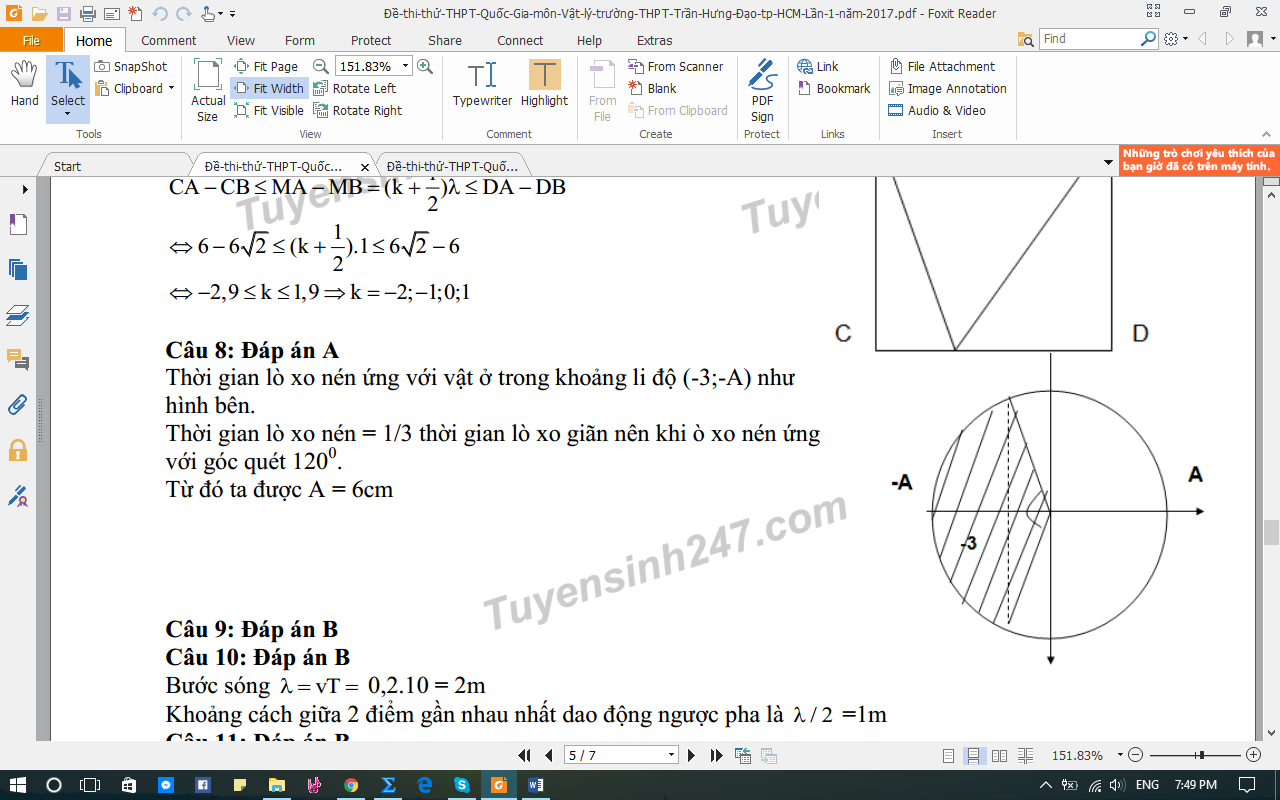 Đề-thi-thử-THPT-Quốc-Gia-môn-Vật-lý-trường-THPT-Trần-Hưng-Đạo-tp-HCM-Lần-1-năm-2017.pdf - Foxit Reader
File Home Comment View Form Protect Share Connect Help Extras Find
Hand
Select
SnapShot
Clipboard
Actual Size
Fit Page
Fit Width
Fit Visible
151.83%
Rotate Left
Rotate Right
Typewriter
Highlight
From File
From Scanner
Blank
From Clipboard
PDF Sign
Link
Bookmark
File Attachment
Image Annotation
Audio & Video
Tools View Comment Create Protect Links Insert
Start Đề-thi-thử-THPT-Quốc... Đề-thi-thử-THPT-Quố...
Những trò chơi yêu thích của
bạn giờ đã có trên máy tính.
CA − CB ≤ MA − MB = (k + 1/2)λ ≤ DA − DB
⇔ 6 − 6√2 ≤ (k + 1/2).1 ≤ 6√2 − 6
⇔ −2,9 ≤ k ≤ 1,9 ⇒ k = −2;−1;0;1
C D
Câu 8: Đáp án A
Thời gian lò xo nén ứng với vật ở trong khoảng li độ (-3;-A) như
hình bên.
Thời gian lò xo nén = 1/3 thời gian lò xo giãn nên khi ò xo nén ứng
với góc quét 120⁰.
Từ đó ta được A = 6cm
-A A
-3
Tuyensinh247.com
Câu 9: Đáp án B
Câu 10: Đáp án B
Bước sóng λ = vT = 0,2.10 = 2m
Khoảng cách giữa 2 điểm gần nhau nhất dao động ngược pha là λ / 2 =1m
Câu 11: Đáp án B
5 / 7
151.83%
ENG 7:49 PM